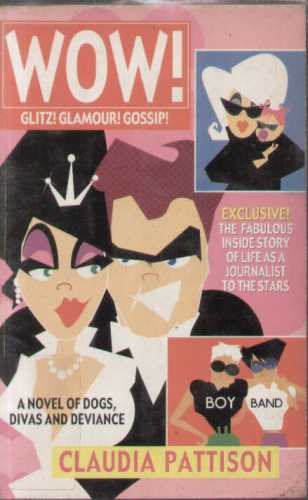 WOW!
GLITZ! GLAMOUR! GOSSIP!
EXCLUSIVE!
THE FABULOUS
INSIDE STORY
OF LIFE AS A
JOURNALIST
TO THE STARS
A NOVEL OF DOGS,
DIVAS AND DEVIANCE
BOY BAND
CLAUDIA PATTISON